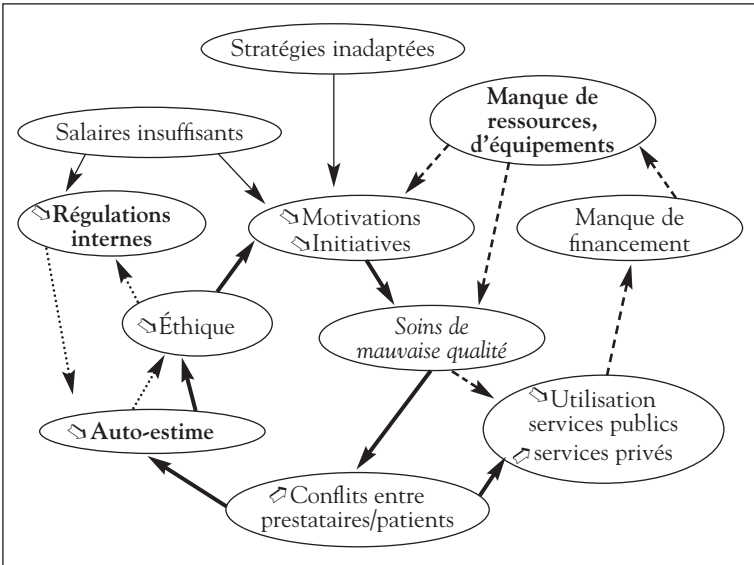 Stratégies inadaptées
Manque de
ressources,
d'équipements
Salaires insuffisants
Régulations
internes
Motivations
Initiatives
Manque de
financement
Éthique
Soins de
mauvaise qualité
Auto-estime
Utilisation
services publics
services privés
Conflits entre
prestataires/patients